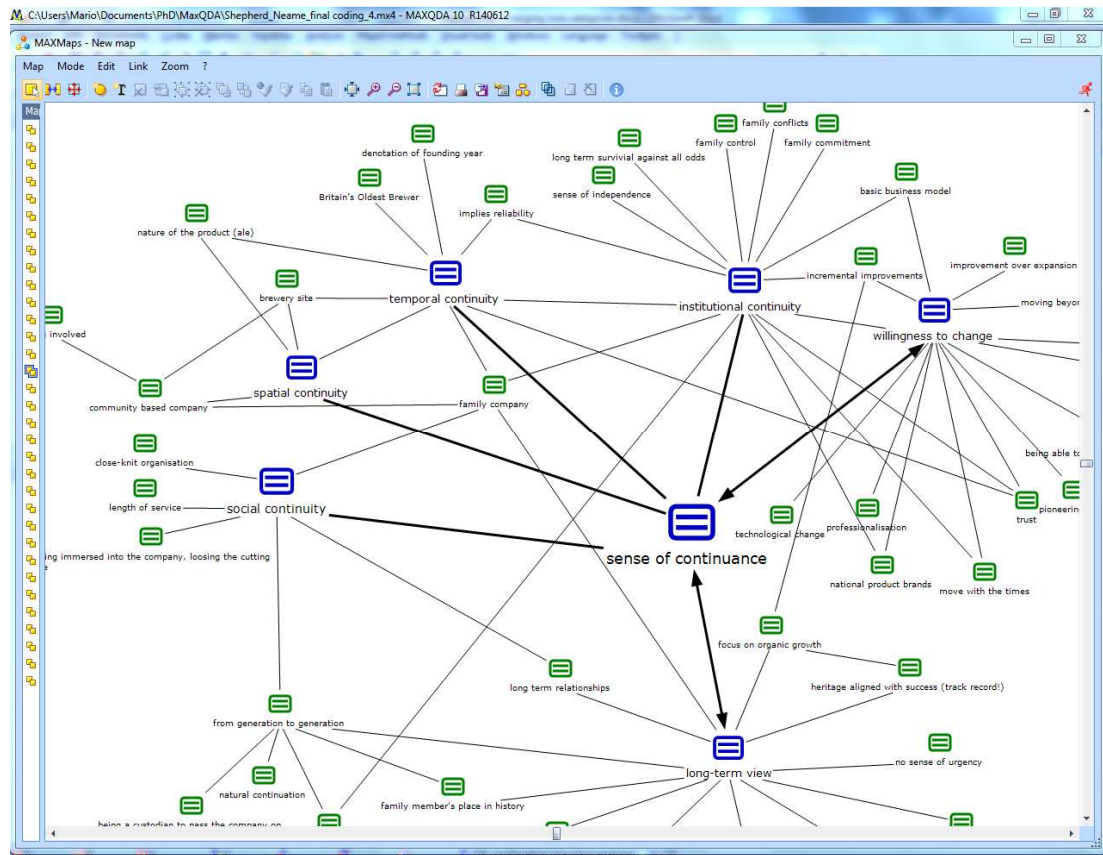 C:\Users\Mario\Documents\PhD\MaxQDA\Shepherd_Neame_final coding_4.mx4 - MAXQDA 10 R140612
MAXMaps - New map
Map Mode Edit Link Zoom ?
Ma
family conflicts
denotation of founding year
family control
family commitment
long term survivial against all odds
Britain's Oldest Brewer
sense of independence
basic business model
implies reliability
nature of the product (ale)
improvement over expansion
incremental improvements
brewery site
temporal continuity
institutional continuity
moving beyor
involved
willingness to change
spatial continuity
community based company
family company
close-knit organisation
being able to
length of service
social continuity
pioneerin
trust
professionalisation
technological change
ing immersed into the company, loosing the cutting
e
sense of continuance
national product brands
move with the times
focus on organic growth
long term relationships
heritage aligned with success (track record!)
from generation to generation
no sense of urgency
long-term view
natural continuation
family member's place in history
being a custodian to pass the company on